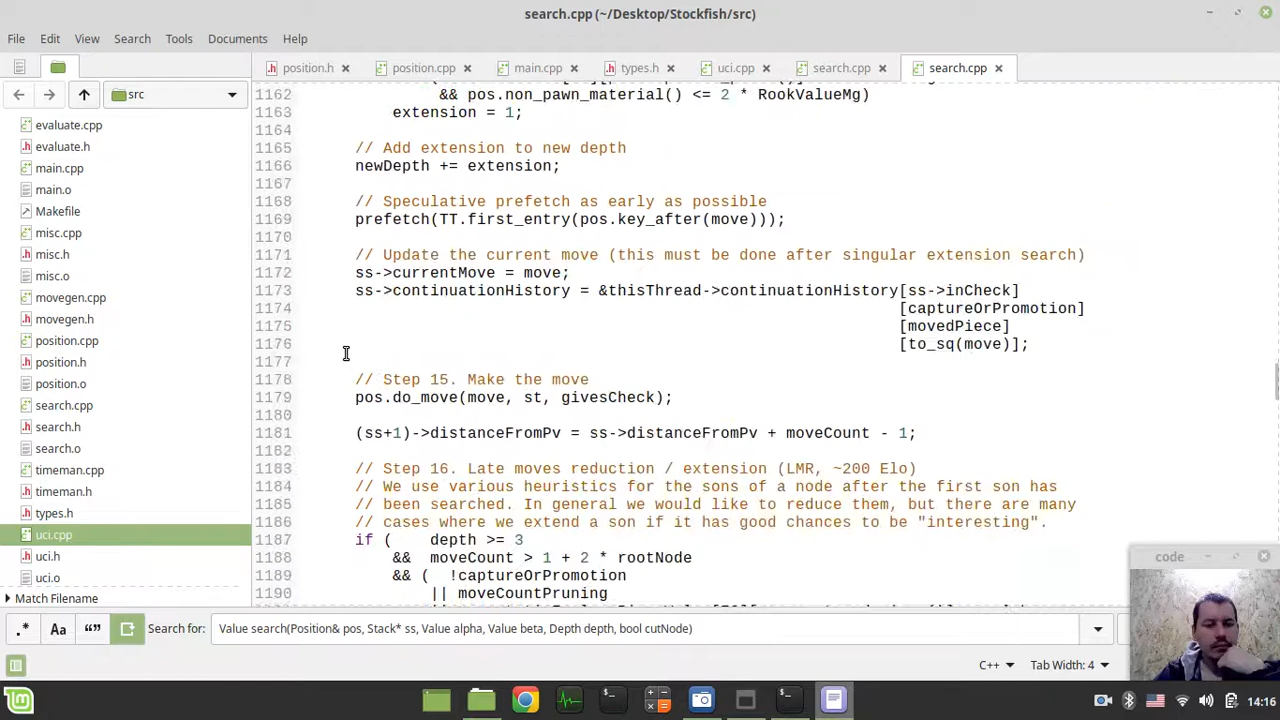 search.cpp (~/Desktop/Stockfish/src)
File Edit View Search Tools Documents Help
position.h position.cpp main.cpp types.h uci.cpp search.cpp search.cpp
src
evaluate.cpp
evaluate.h
main.cpp
main.o
Makefile
misc.cpp
misc.h
misc.o
movegen.cpp
movegen.h
position.cpp
position.h
position.o
search.cpp
search.h
search.o
timeman.cpp
timeman.h
types.h
uci.cpp
uci.h
uci.o
Match Filename
1162 && pos.non_pawn_material() <= 2 * RookValueMg)
1163 extension = 1;
1164
1165 // Add extension to new depth
1166 newDepth += extension;
1167
1168 // Speculative prefetch as early as possible
1169 prefetch(TT.first_entry(pos.key_after(move)));
1170
1171 // Update the current move (this must be done after singular extension search)
1172 ss->currentMove = move;
1173 ss->continuationHistory = &thisThread->continuationHistory[ss->inCheck]
1174 [captureOrPromotion]
1175 [movedPiece]
1176 [to_sq(move)];
1177
1178 // Step 15. Make the move
1179 pos.do_move(move, st, givesCheck);
1180
1181 (ss+1)->distanceFromPv = ss->distanceFromPv + moveCount - 1;
1182
1183 // Step 16. Late moves reduction / extension (LMR, ~200 Elo)
1184 // We use various heuristics for the sons of a node after the first son has
1185 // been searched. In general we would like to reduce them, but there are many
1186 // cases where we extend a son if it has good chances to be "interesting".
1187 if ( depth >= 3
1188 && moveCount > 1 + 2 * rootNode
1189 && ( !captureOrPromotion
1190 || moveCountPruning
code
.* Aa “” Search for: Value search(Position& pos, Stack* ss, Value alpha, Value beta, Depth depth, bool cutNode)
C++ Tab Width: 4
14:16